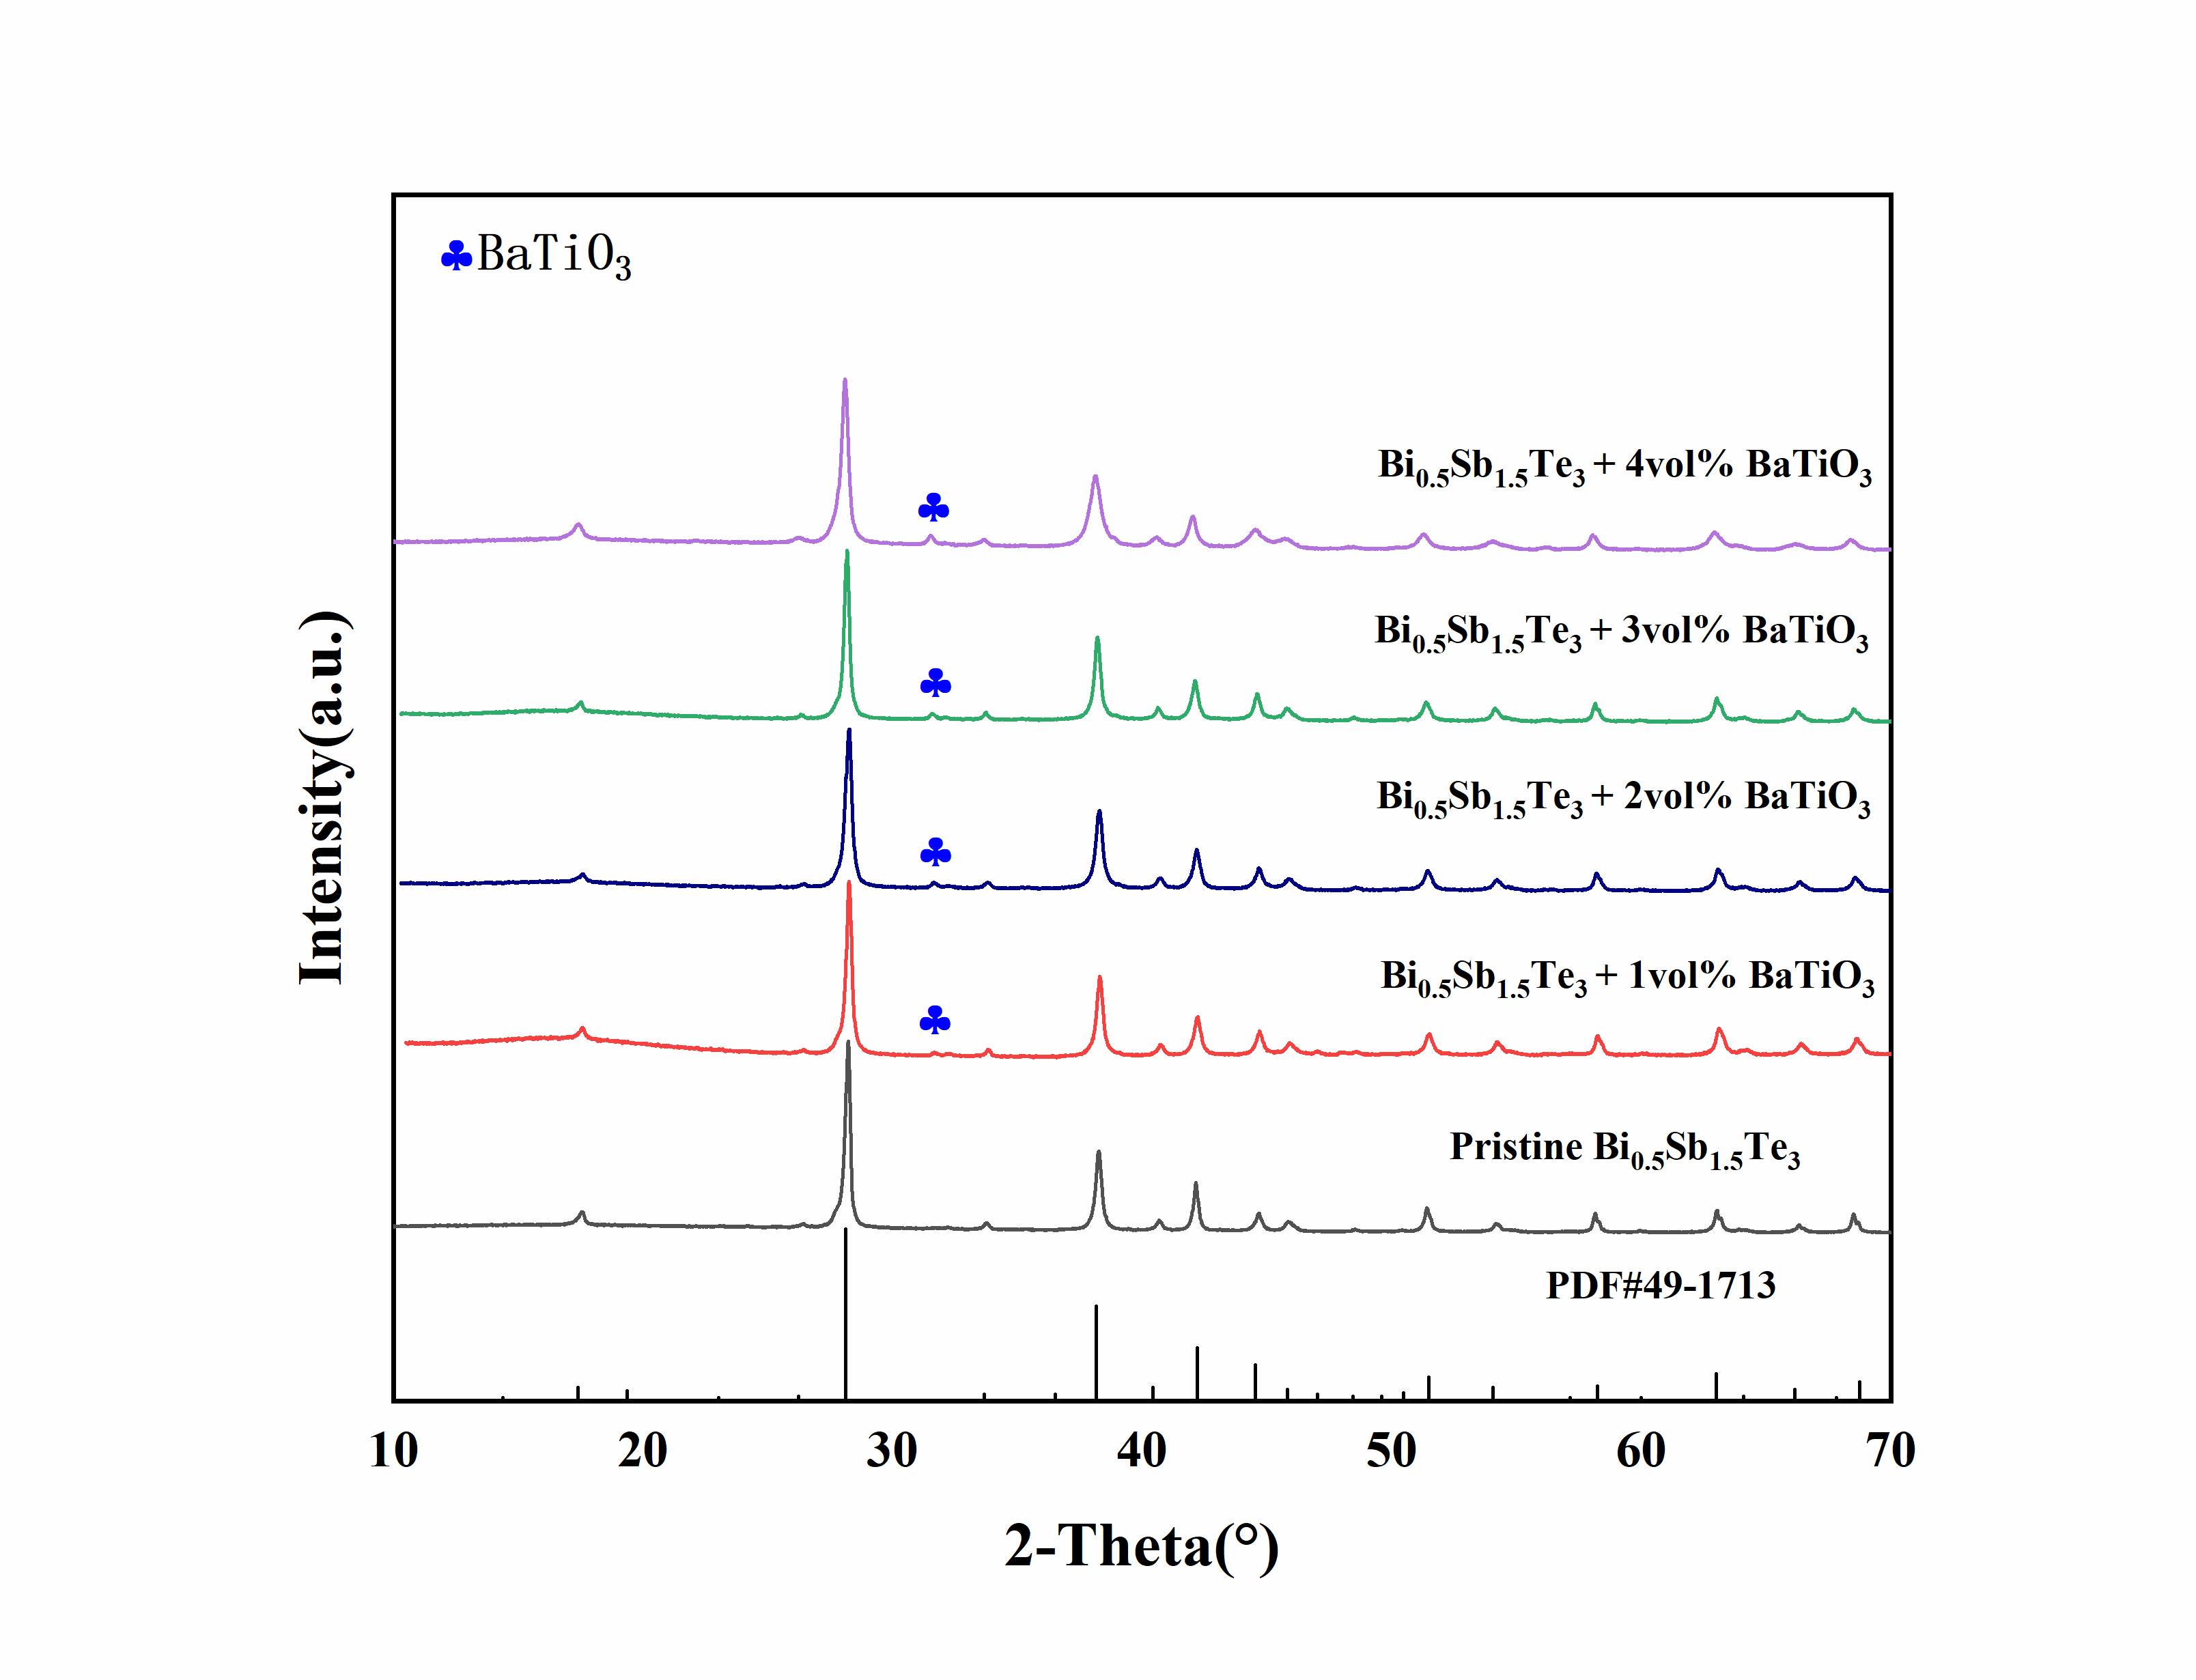 ♣BaTiO₃
Bi₀.₅Sb₁.₅Te₃ + 4vol% BaTiO₃
Bi₀.₅Sb₁.₅Te₃ + 3vol% BaTiO₃
Bi₀.₅Sb₁.₅Te₃ + 2vol% BaTiO₃
Bi₀.₅Sb₁.₅Te₃ + 1vol% BaTiO₃
Pristine Bi₀.₅Sb₁.₅Te₃
PDF#49-1713
Intensity(a.u.)
10 20 30 40 50 60 70
2-Theta(°)